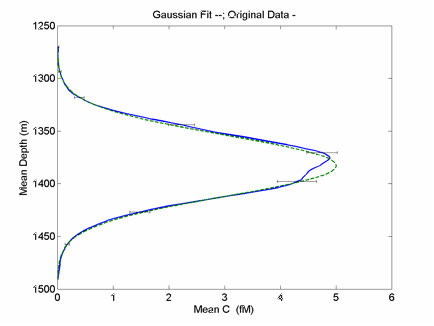 Gaussian Fit --; Original Data -
1250
1300
1350
1400
1450
1500
Mean Depth (m)
0 1 2 3 4 5 6
Mean C (fM)